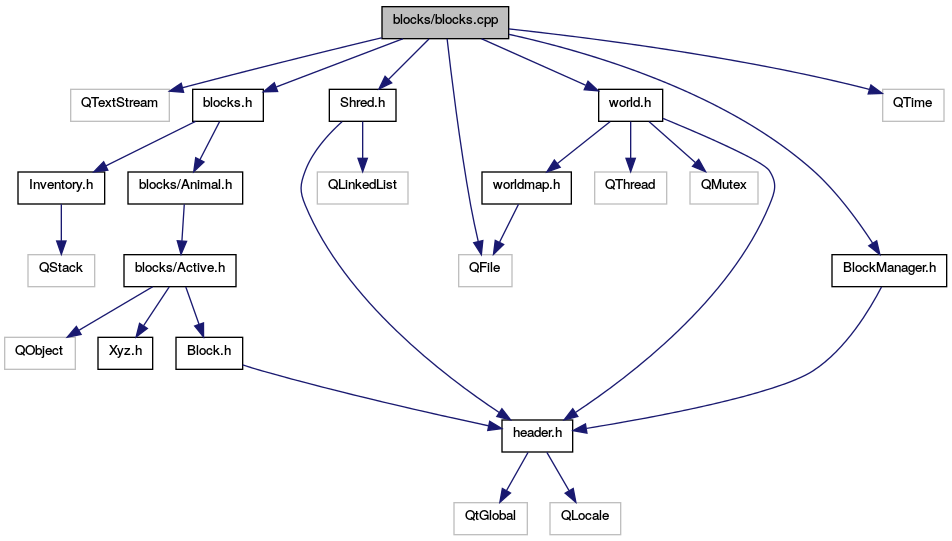 blocks/blocks.cpp
QTextStream
blocks.h
Shred.h
world.h
QTime
Inventory.h
blocks/Animal.h
QLinkedList
worldmap.h
QThread
QMutex
QStack
blocks/Active.h
QFile
BlockManager.h
QObject
Xyz.h
Block.h
header.h
QtGlobal
QLocale